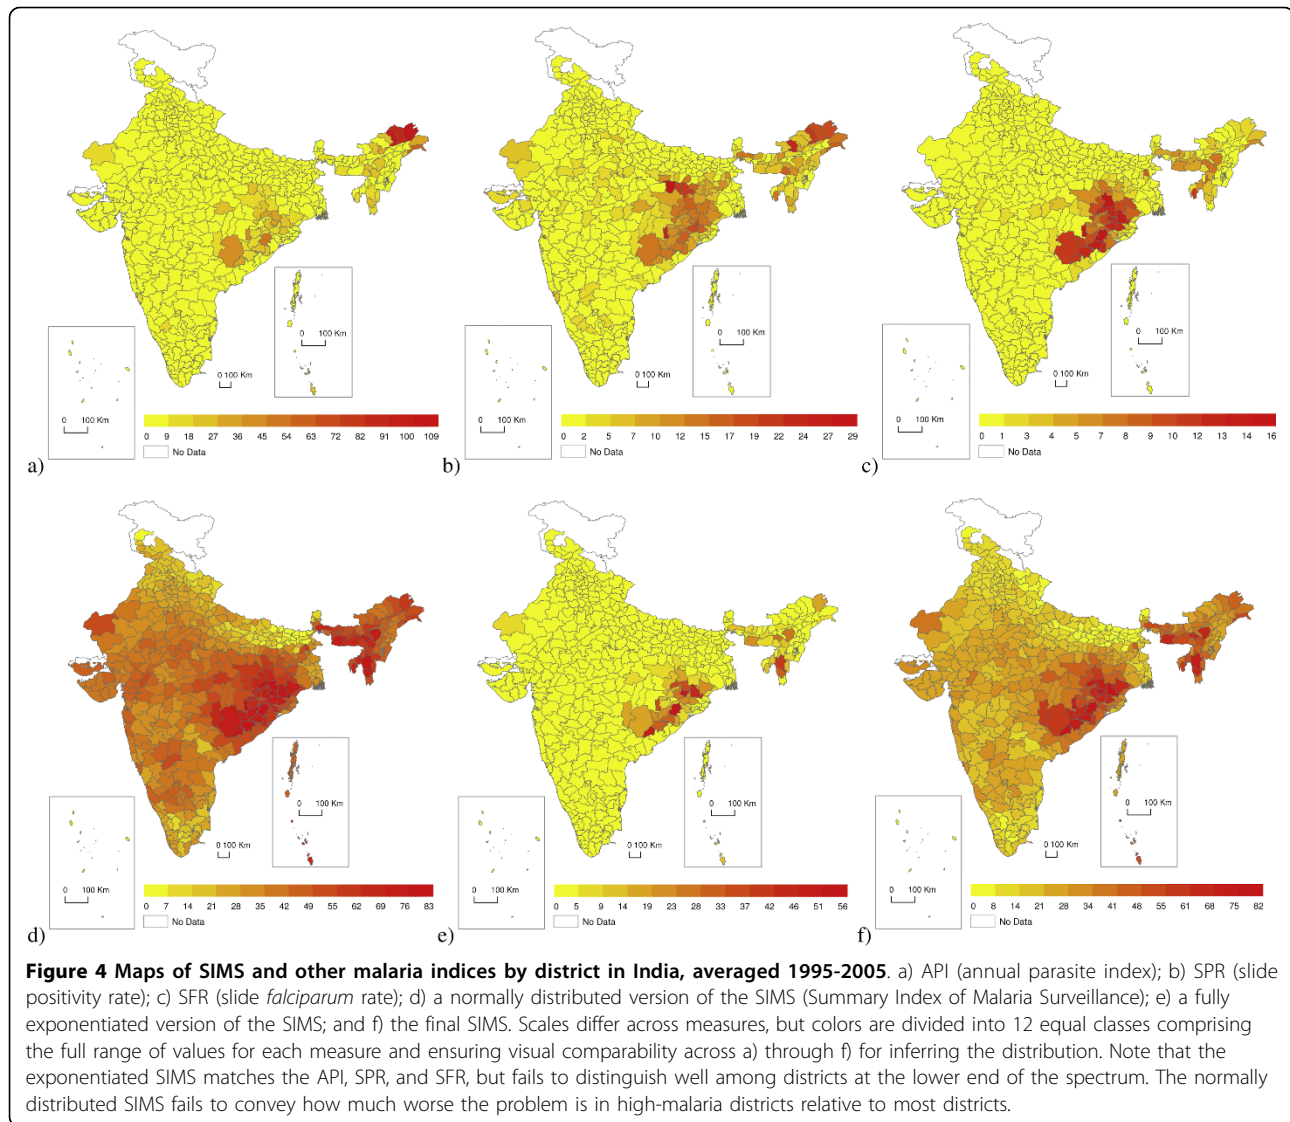 0 100 Km
0 100 Km
0 100
0 9 18 27 36 45 54 63 72 82 91 100 109
No Data
a)
0 100 Km
0 100 Km
0 100 Km
0 2 5 7 10 12 15 17 19 22 24 27 29
No Data
b)
0 100 Km
0 100 Km
0 100 Km
0 1 3 4 5 7 8 9 10 12 13 14 16
No Data
c)
0 100 Km
0 100 Km
0 100
0 7 14 21 28 35 42 49 55 62 69 76 83
No Data
d)
0 100 Km
0 100 Km
0 100 Km
0 5 9 14 19 23 28 33 37 42 46 51 56
No Data
e)
0 100 Km
0 100 Km
0 100 Km
0 8 14 21 28 34 41 48 55 61 68 75 82
No Data
f)
Figure 4 Maps of SIMS and other malaria indices by district in India, averaged 1995-2005. a) API (annual parasite index); b) SPR (slide
positivity rate); c) SFR (slide falciparum rate); d) a normally distributed version of the SIMS (Summary Index of Malaria Surveillance); e) a fully
exponentiated version of the SIMS; and f) the final SIMS. Scales differ across measures, but colors are divided into 12 equal classes comprising
the full range of values for each measure and ensuring visual comparability across a) through f) for inferring the distribution. Note that the
exponentiated SIMS matches the API, SPR, and SFR, but fails to distinguish well among districts at the lower end of the spectrum. The normally
distributed SIMS fails to convey how much worse the problem is in high-malaria districts relative to most districts.